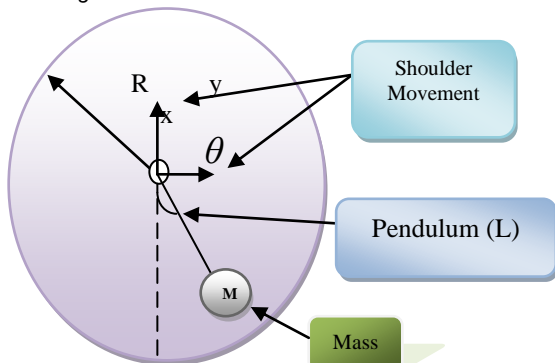 Shoulder
Movement
R
y
x
θ
Pendulum (L)
M
Mass